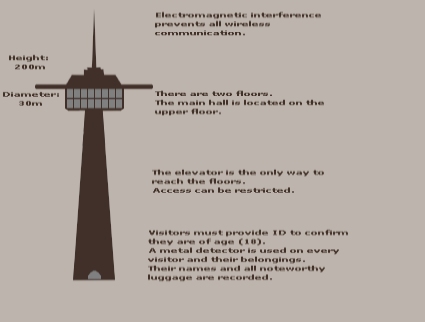 Electromagnetic interference
prevents all wireless
communication.
Height:
200m
Diameter:
30m
There are two floors.
The main hall is located on the
upper floor.
The elevator is the only way to
reach the floors.
Access can be restricted.
Visitors must provide ID to confirm
they are of age (18).
A metal detector is used on every
visitor and their belongings.
Their names and all noteworthy
luggage are recorded.